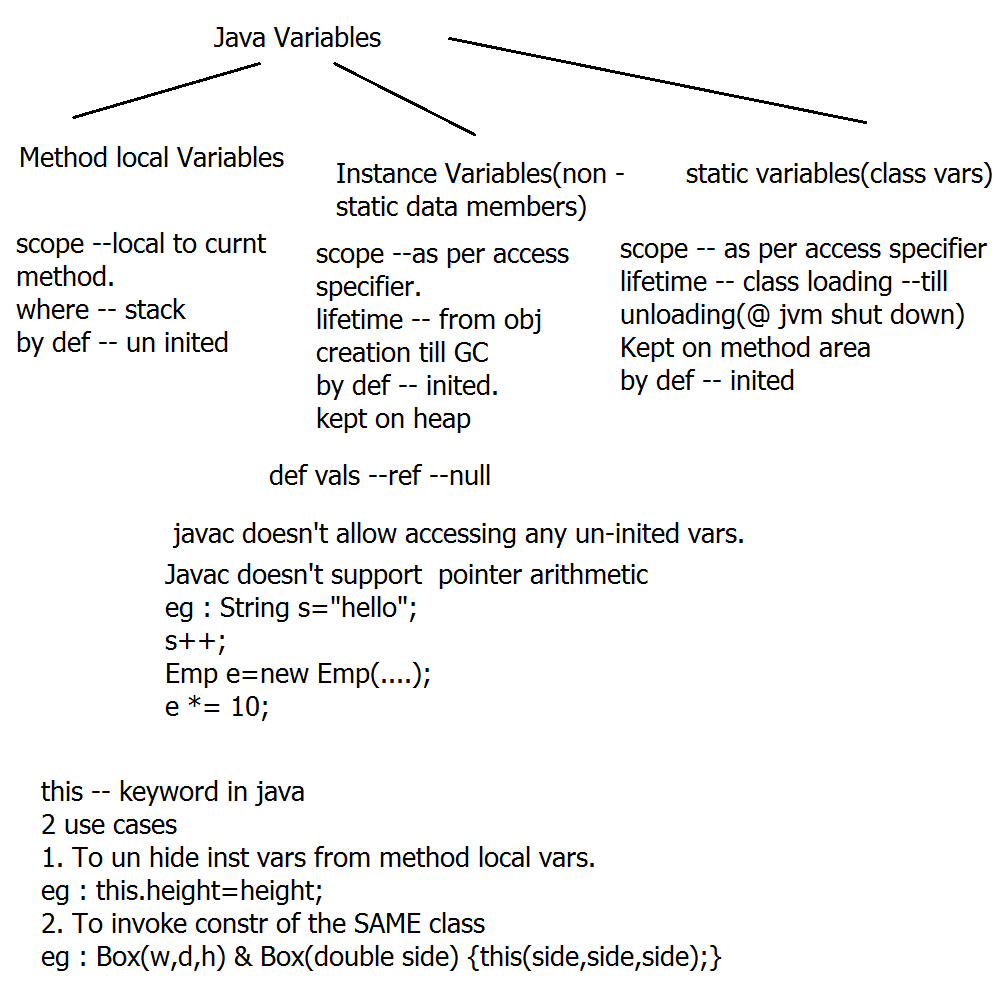 Java Variables
Method local Variables
scope --local to curnt
method.
where -- stack
by def -- un inited
Instance Variables(non -
static data members)
scope --as per access
specifier.
lifetime -- from obj
creation till GC
by def -- inited.
kept on heap
static variables(class vars)
scope -- as per access specifier
lifetime -- class loading --till
unloading(@ jvm shut down)
Kept on method area
by def -- inited
def vals --ref --null
javac doesn't allow accessing any un-inited vars.
Javac doesn't support  pointer arithmetic
eg : String s="hello";
s++;
Emp e=new Emp(....);
e *= 10;
this -- keyword in java
2 use cases
1. To un hide inst vars from method local vars.
eg : this.height=height;
2. To invoke constr of the SAME class
eg : Box(w,d,h) & Box(double side) {this(side,side,side);}